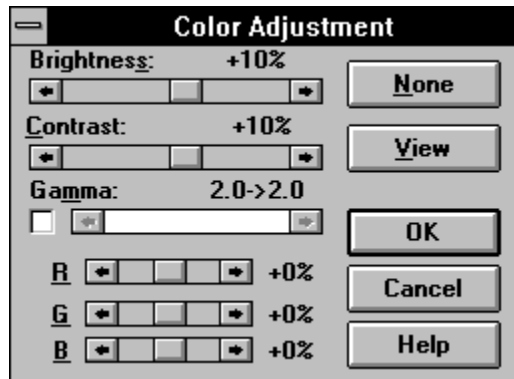 Color Adjustment
Brightness: +10%
None
Contrast: +10%
View
Gamma: 2.0->2.0
OK
R +0%
Cancel
G +0%
B +0%
Help